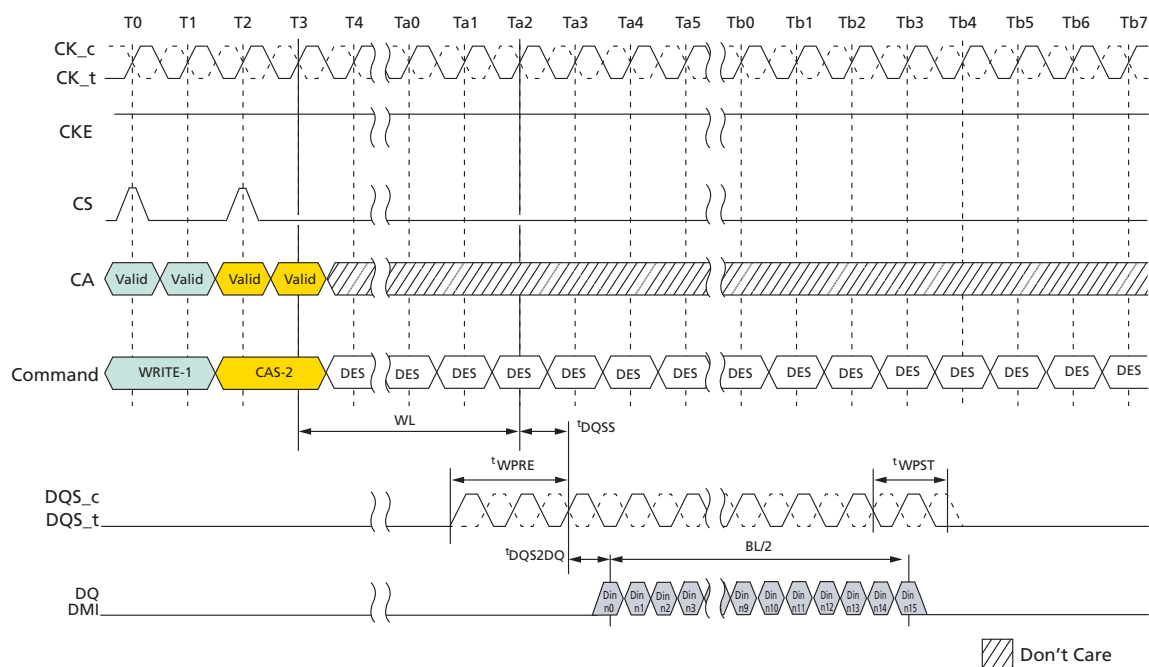 T0 T1 T2 T3 T4 Ta0 Ta1 Ta2 Ta3 Ta4 Ta5 Tb0 Tb1 Tb2 Tb3 Tb4 Tb5 Tb6 Tb7
CK_c
CK_t
CKE
CS
CA Valid Valid Valid Valid
Command WRITE-1 CAS-2 DES DES DES DES DES DES DES DES DES DES DES DES DES DES DES
WL tDQSS
tWPRE tWPST
DQS_c
DQS_t
tDQS2DQ BL/2
DQ
DMI
Din n0 Din n1 Din n2 Din n3 Din n9 Din n10 Din n11 Din n12 Din n13 Din n14 Din n15
Don't Care